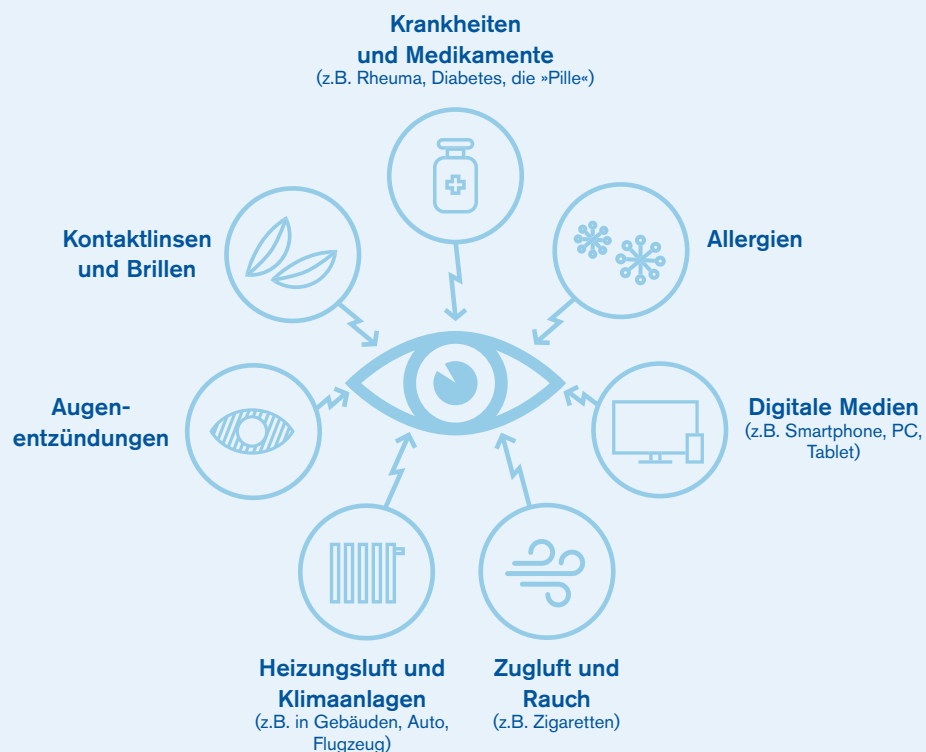 Krankheiten
und Medikamente
(z.B. Rheuma, Diabetes, die »Pille«)
Kontaktlinsen
und Brillen
Allergien
Augen-
entzündungen
Digitale Medien
(z.B. Smartphone, PC,
Tablet)
Heizungsluft und
Klimaanlagen
(z.B. in Gebäuden, Auto,
Flugzeug)
Zugluft und
Rauch
(z.B. Zigaretten)